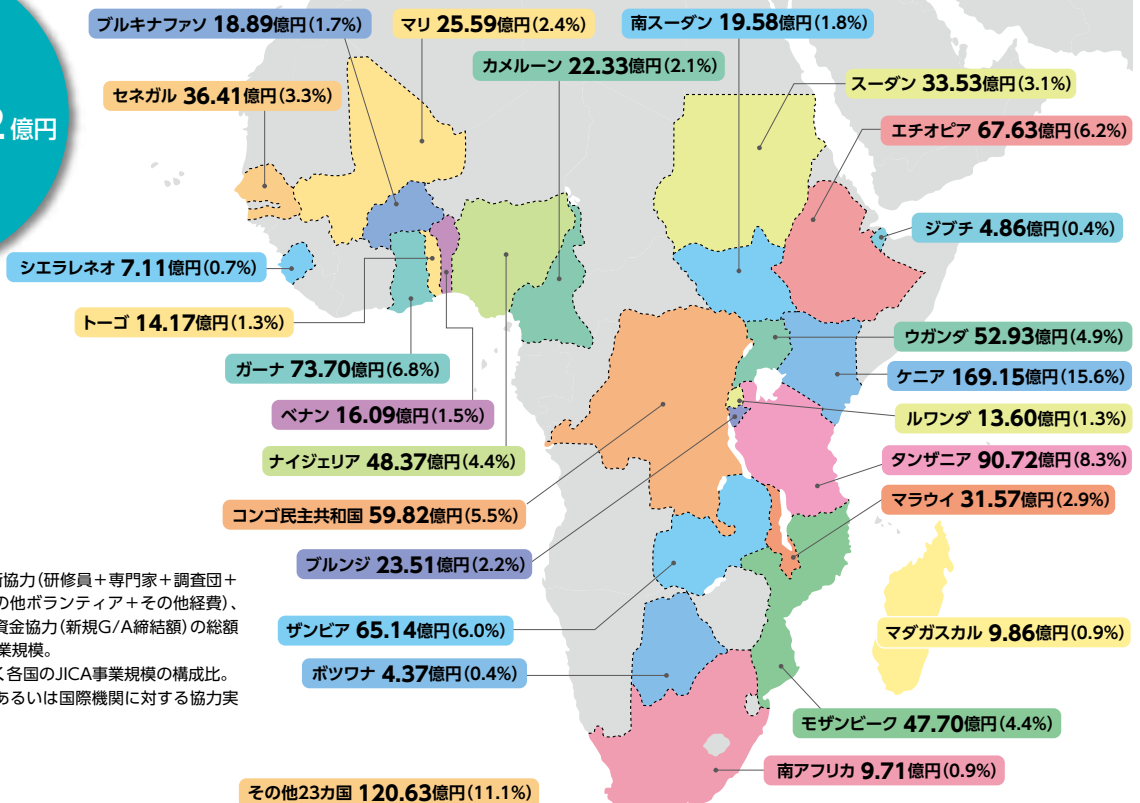 ブルキナファソ 18.89億円(1.7%)
マリ 25.59億円(2.4%)
南スーダン 19.58億円(1.8%)
カメルーン 22.33億円(2.1%)
スーダン 33.53億円(3.1%)
セネガル 36.41億円(3.3%)
億円
エチオピア 67.63億円(6.2%)
ジブチ 4.86億円(0.4%)
シエラレネオ 7.11億円(0.7%)
トーゴ 14.17億円(1.3%)
ウガンダ 52.93億円(4.9%)
ガーナ 73.70億円(6.8%)
ケニア 169.15億円(15.6%)
ベナン 16.09億円(1.5%)
ルワンダ 13.60億円(1.3%)
ナイジェリア 48.37億円(4.4%)
タンザニア 90.72億円(8.3%)
マラウイ 31.57億円(2.9%)
コンゴ民主共和国 59.82億円(5.5%)
ブルンジ 23.51億円(2.2%)
術協力(研修員＋専門家＋調査団＋
の他ボランティア＋その他経費)、
資金協力(新規G/A締結額)の総額
業規模。
く各国のJICA事業規模の構成比。
あるいは国際機関に対する協力実
ザンビア 65.14億円(6.0%)
マダガスカル 9.86億円(0.9%)
ボツワナ 4.37億円(0.4%)
モザンビーク 47.70億円(4.4%)
南アフリカ 9.71億円(0.9%)
その他23カ国 120.63億円(11.1%)